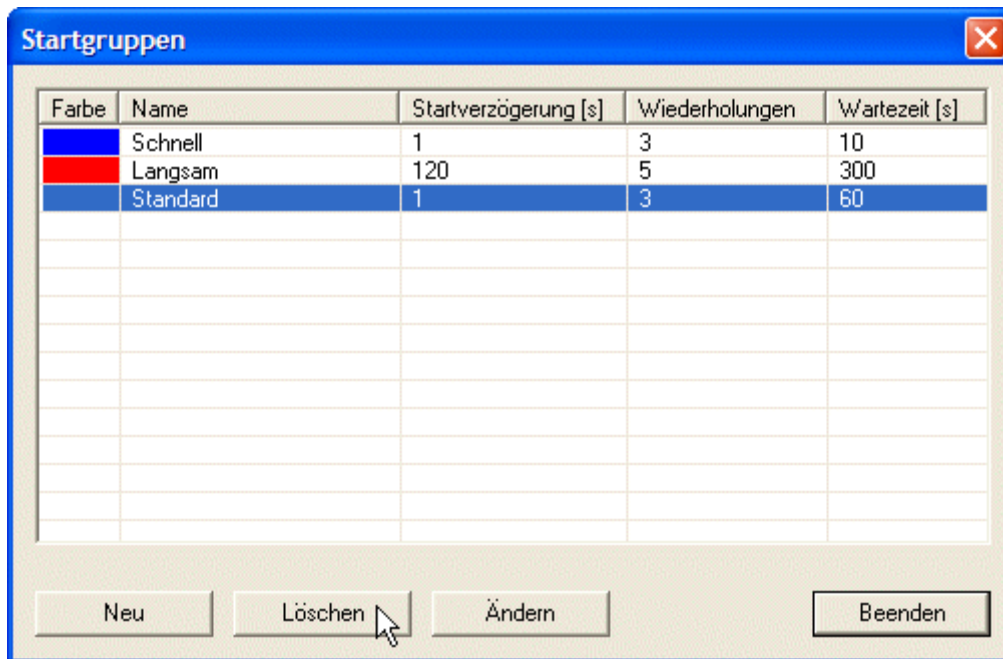 Startgruppen
Farbe Name Startverzögerung [s] Wiederholungen Wartezeit [s]
Schnell 1 3 10
Langsam 120 5 300
Standard 1 3 60
Neu Löschen Ändern Beenden